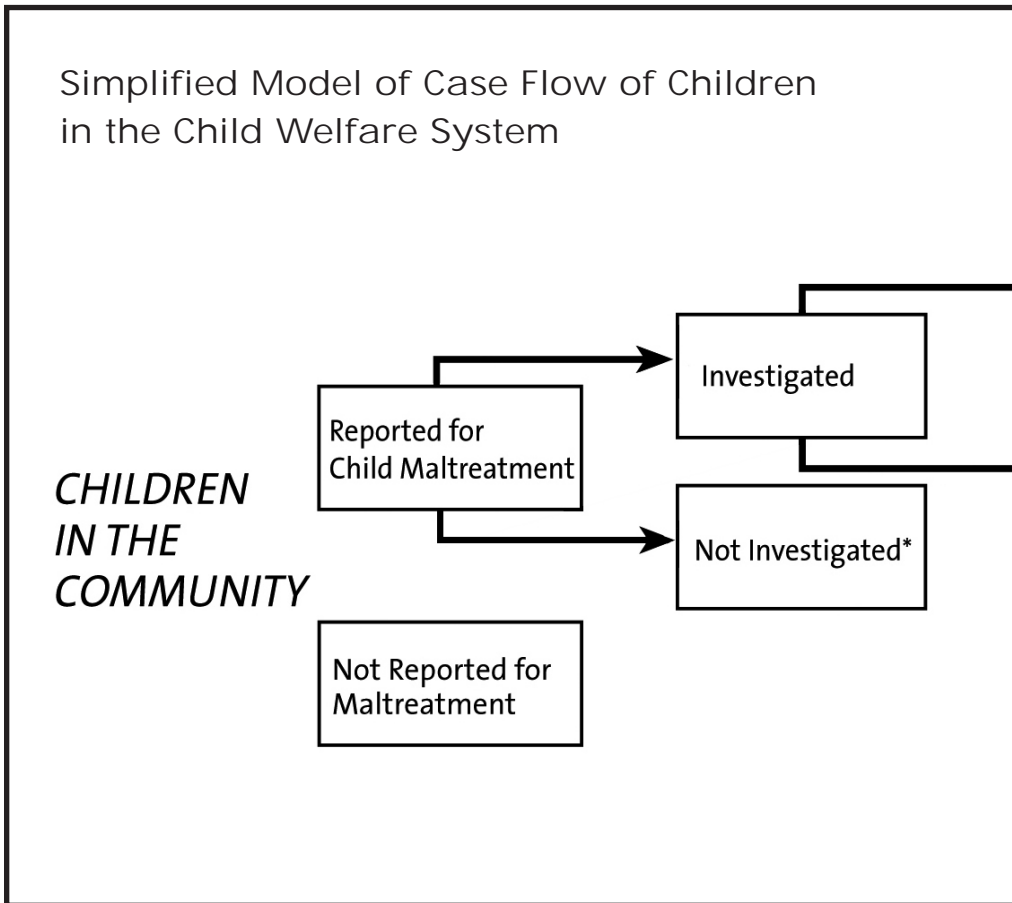 Simplified Model of Case Flow of Children
in the Child Welfare System
CHILDREN
IN THE
COMMUNITY
Reported for
Child Maltreatment
Not Reported for
Maltreatment
Investigated
Not Investigated*